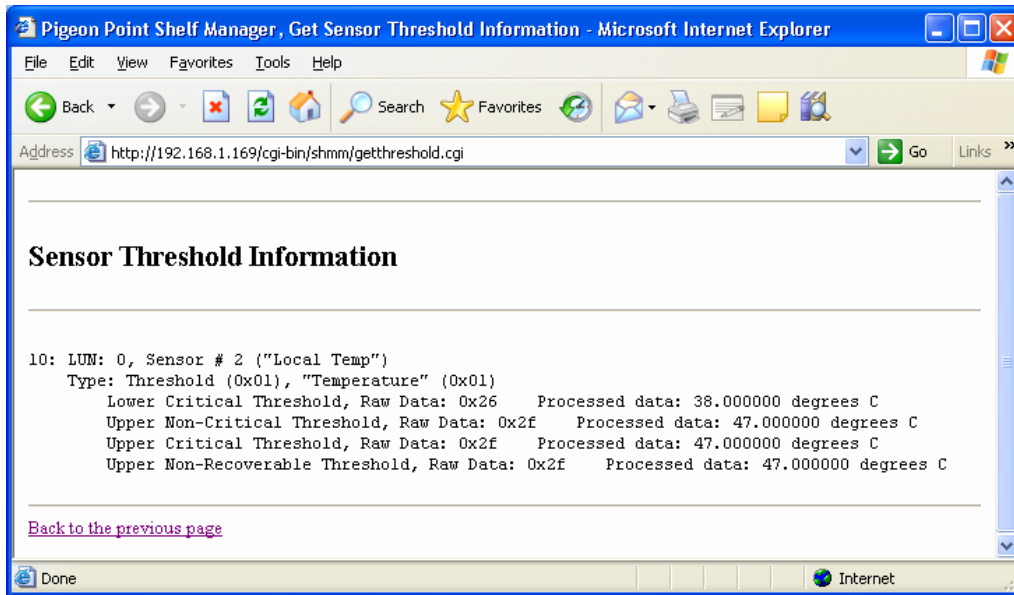 Pigeon Point Shelf Manager, Get Sensor Threshold Information - Microsoft Internet Explorer
File Edit View Favorites Tools Help
Back Search Favorites
Address http://192.168.1.169/cgi-bin/shmm/getthreshold.cgi Go Links »
Sensor Threshold Information
10: LUN: 0, Sensor # 2 ("Local Temp")
Type: Threshold (0x01), "Temperature" (0x01)
Lower Critical Threshold, Raw Data: 0x26 Processed data: 38.000000 degrees C
Upper Non-Critical Threshold, Raw Data: 0x2f Processed data: 47.000000 degrees C
Upper Critical Threshold, Raw Data: 0x2f Processed data: 47.000000 degrees C
Upper Non-Recoverable Threshold, Raw Data: 0x2f Processed data: 47.000000 degrees C
Back to the previous page
Done Internet